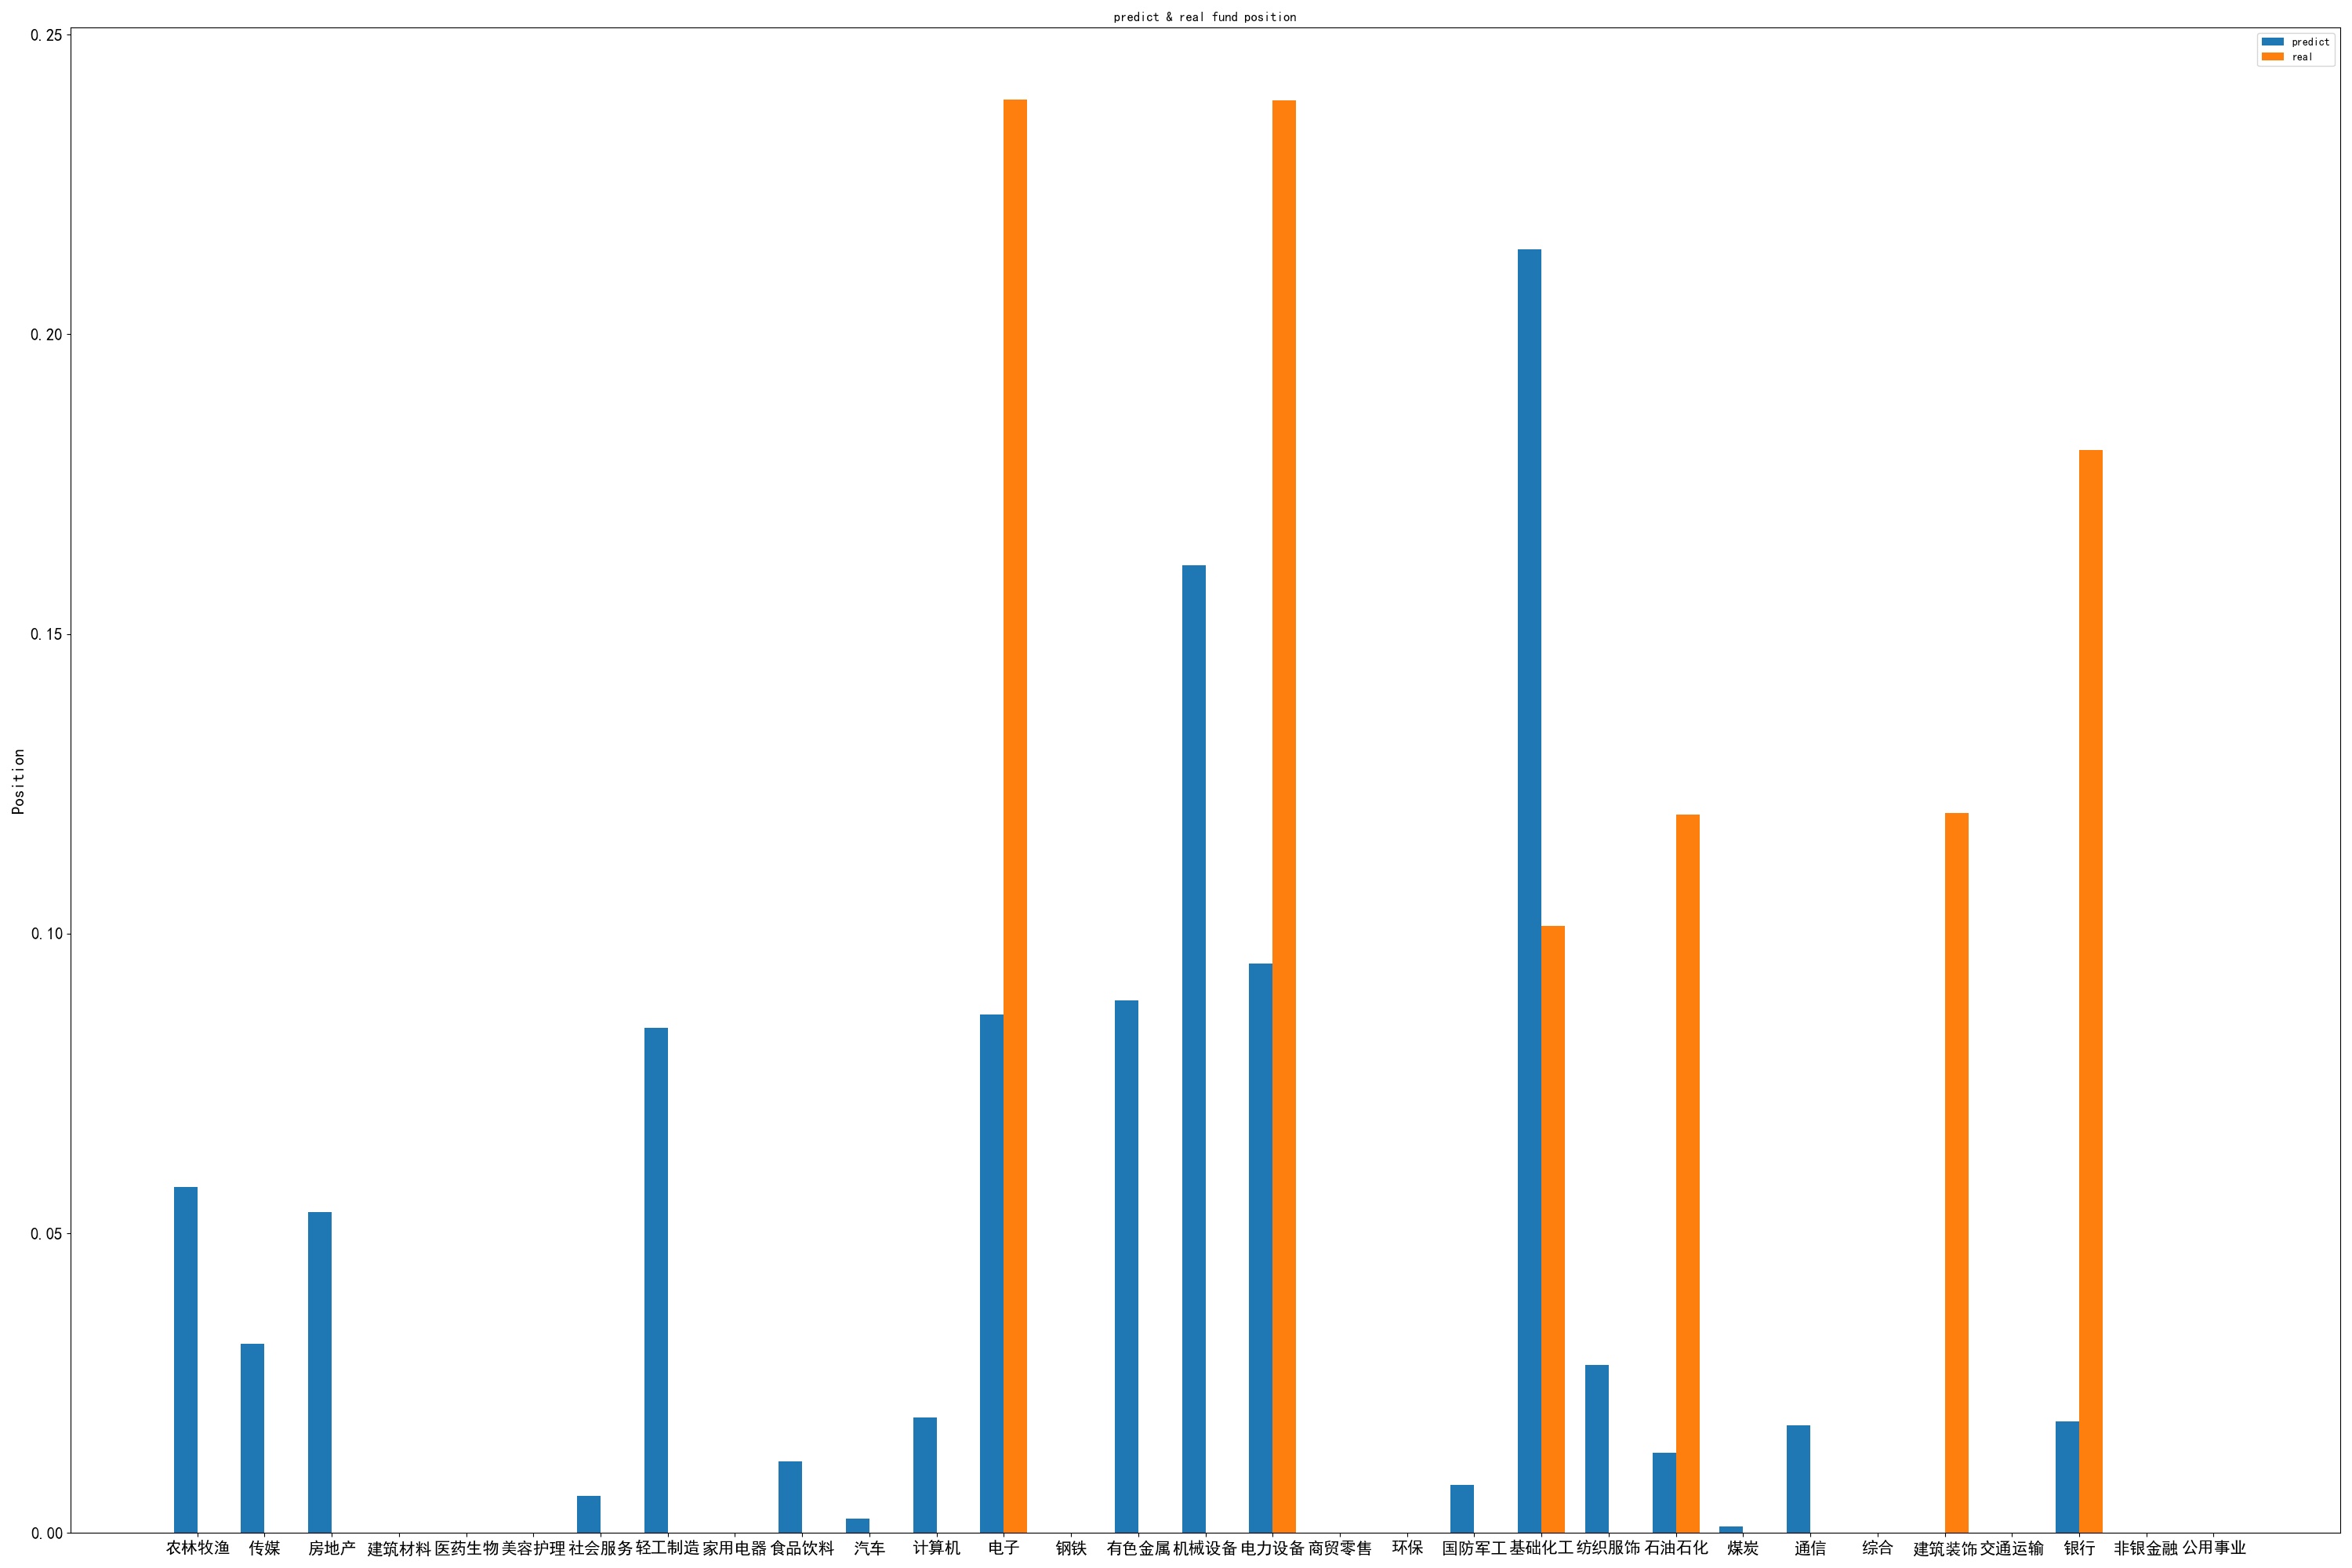 predict & real fund position
predict
real
0.25
0.20
0.15
0.10
0.05
0.00
Position
农林牧渔 传媒 房地产 建筑材料 医药生物 美容护理 社会服务 轻工制造 家用电器 食品饮料 汽车 计算机 电子 钢铁 有色金属 机械设备 电力设备 商贸零售 环保 国防军工 基础化工 纺织服饰 石油石化 煤炭 通信 综合 建筑装饰 交通运输 银行 非银金融 公用事业